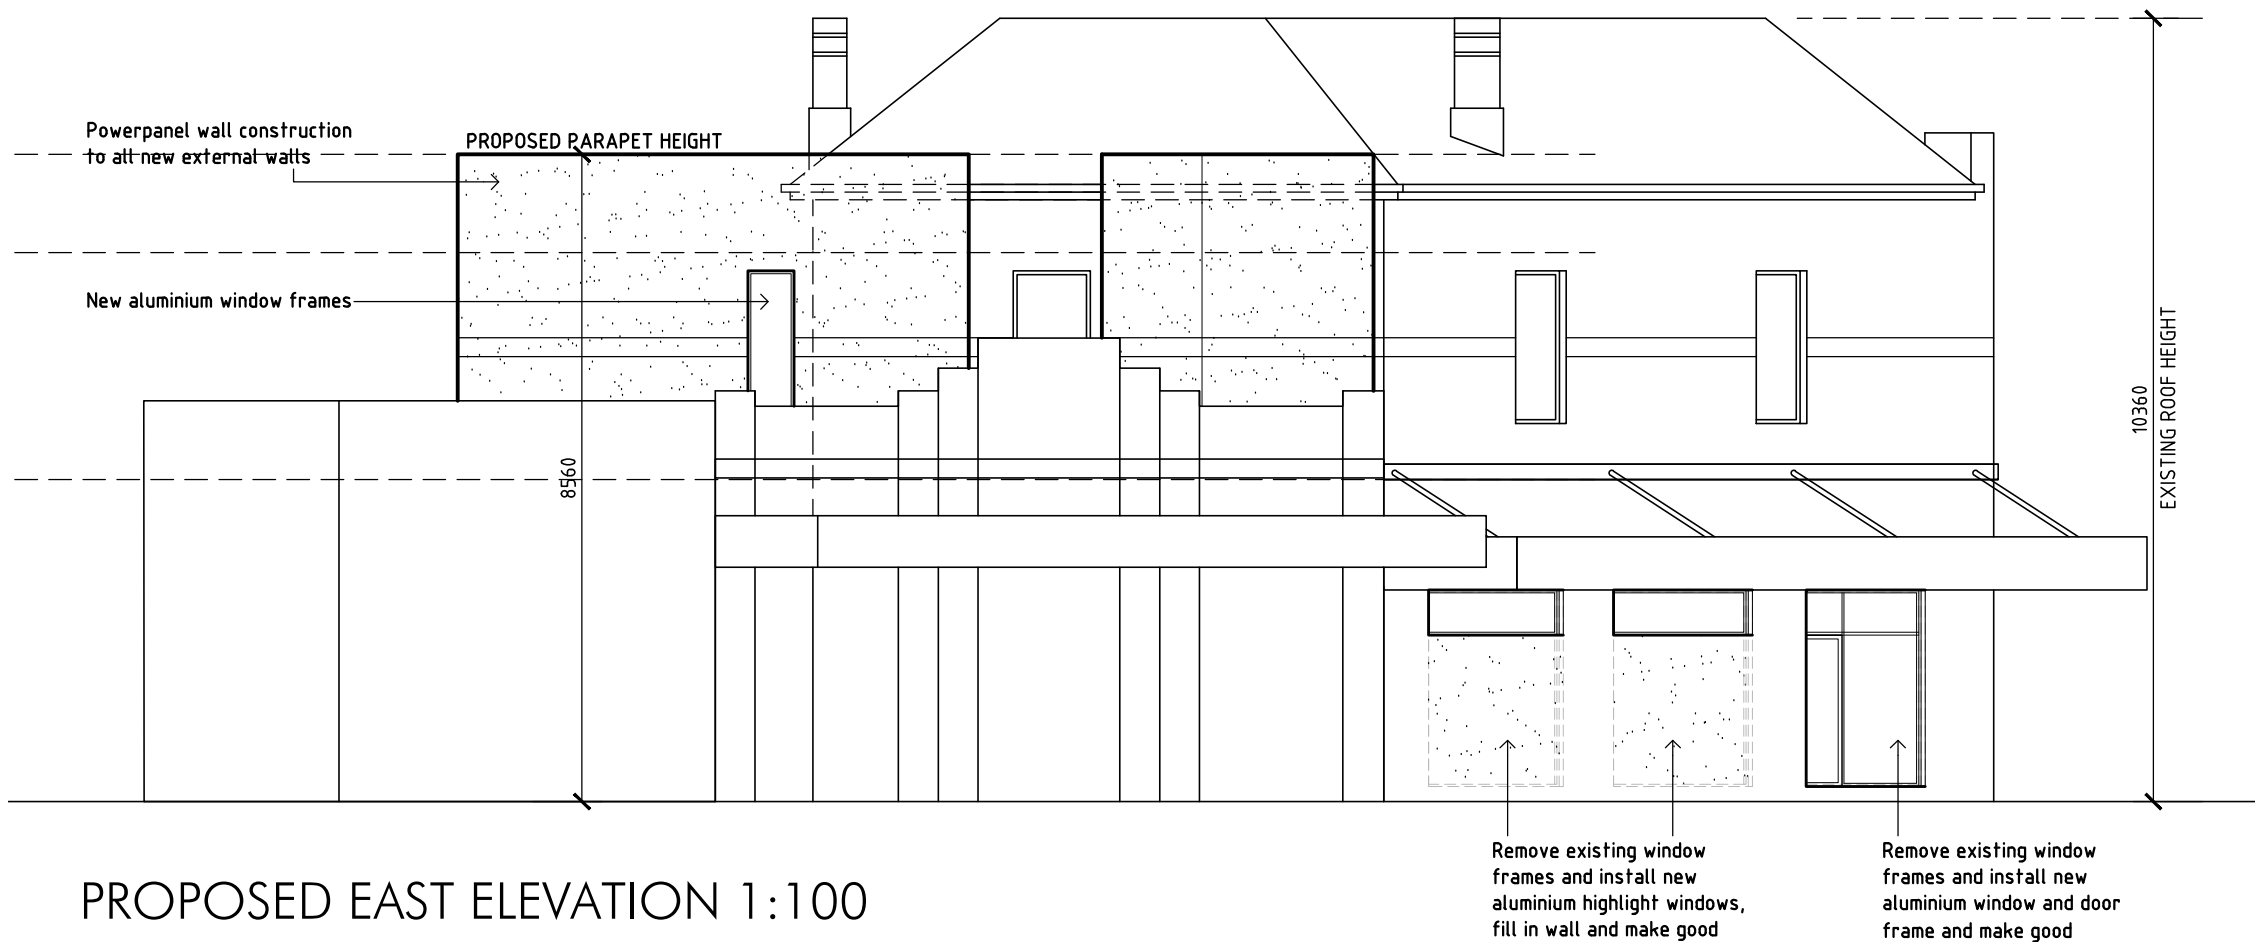 Powerpanel wall construction
to all new external walls
PROPOSED PARAPET HEIGHT
New aluminium window frames
8560
10360
EXISTING ROOF HEIGHT
Remove existing window
frames and install new
aluminium highlight windows,
fill in wall and make good
Remove existing window
frames and install new
aluminium window and door
frame and make good
PROPOSED EAST ELEVATION 1:100